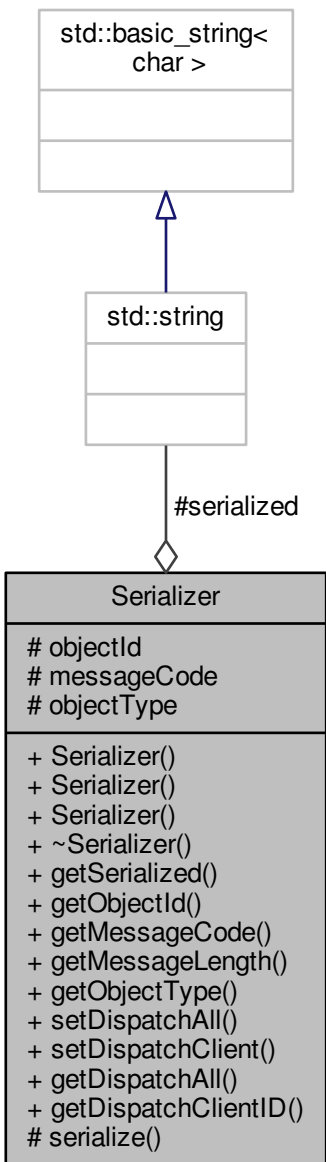 std::basic_string<
char >
std::string
#serialized
Serializer
# objectId
# messageCode
# objectType
+ Serializer()
+ Serializer()
+ Serializer()
+ ~Serializer()
+ getSerialized()
+ getObjectId()
+ getMessageCode()
+ getMessageLength()
+ getObjectType()
+ setDispatchAll()
+ setDispatchClient()
+ getDispatchAll()
+ getDispatchClientID()
# serialize()